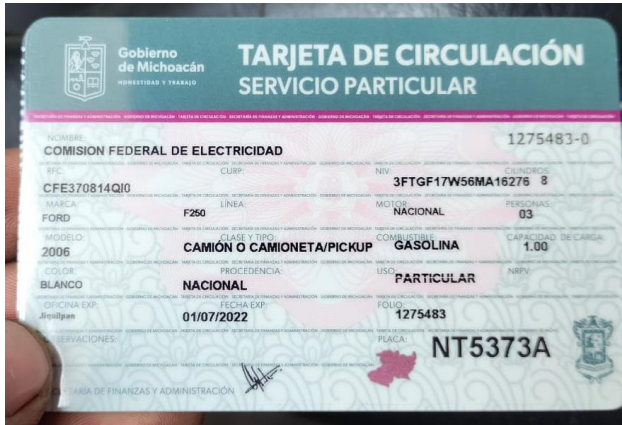 Gobierno
de Michoacán
HONESTIDAD Y TRABAJO
TARJETA DE CIRCULACIÓN
SERVICIO PARTICULAR
NOMBRE: 1275483-0
COMISION FEDERAL DE ELECTRICIDAD
RFC: CURP: NIV: CILINDROS:
CFE370814QI0 3FTGF17W56MA16276 8
MARCA: LÍNEA: MOTOR: PERSONAS:
FORD F250 NACIONAL 03
MODELO: CLASE Y TIPO: COMBUSTIBLE: CAPACIDAD DE CARGA:
2006 CAMIÓN O CAMIONETA/PICKUP GASOLINA 1.00
COLOR PROCEDENCIA: USO: NRPV:
BLANCO NACIONAL PARTICULAR
OFICINA EXP. FECHA EXP. FOLIO:
Jiquilpan 01/07/2022 1275483
OBSERVACIONES: PLACA: NT5373A
SECRETARÍA DE FINANZAS Y ADMINISTRACIÓN